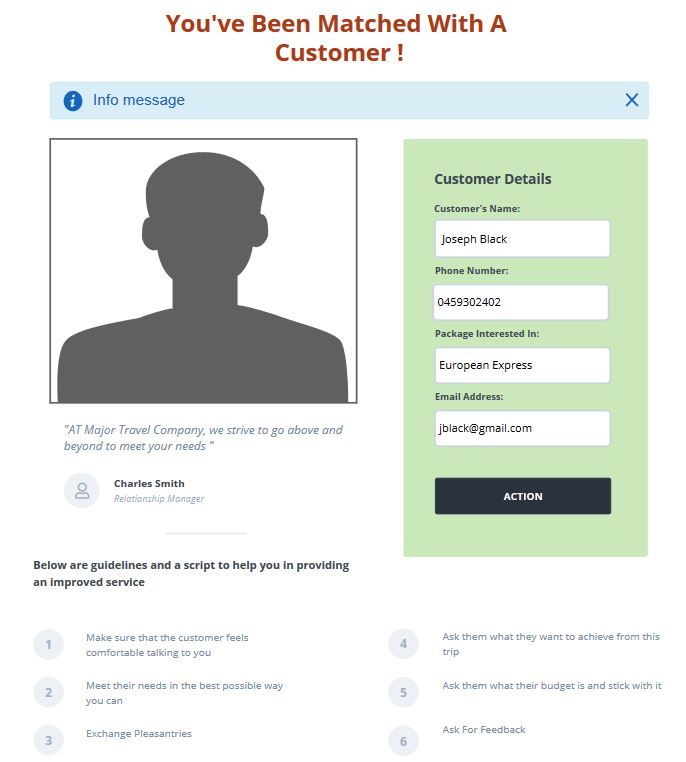 You've Been Matched With A
Customer !
Info message
Customer Details
Customer's Name:
Joseph Black
Phone Number:
0459302402
Package Interested In:
European Express
Email Address:
jblack@gmail.com
ACTION
"AT Major Travel Company, we strive to go above and
beyond to meet your needs "
Charles Smith
Relationship Manager
Below are guidelines and a script to help you in providing
an improved service
1
Make sure that the customer feels
comfortable talking to you
2
Meet their needs in the best possible way
you can
3
Exchange Pleasantries
4
Ask them what they want to achieve from this
trip
5
Ask them what their budget is and stick with it
6
Ask For Feedback